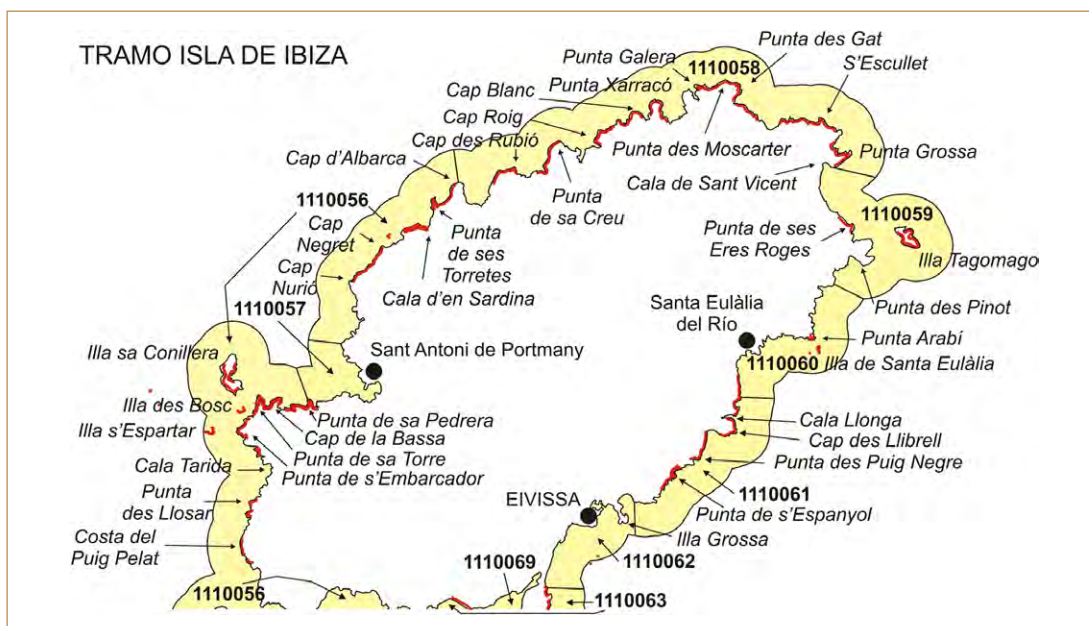 TRAMO ISLA DE IBIZA
Punta des Gat
Punta Galera
1110058
S'Escullet
Cap Blanc
Punta Xarracó
Cap Roig
Cap des Rubió
Cap d'Albarca
Punta des Moscarter
Punta Grossa
Cala de Sant Vicent
Punta
de sa Creu
1110056
Cap
Negret
Punta
de ses
Torretes
Punta de ses
Eres Roges
1110059
Illa Tagomago
Cap
Nurió
Cala d'en Sardina
1110057
Punta des Pinot
Santa Eulàlia
del Río
Illa sa Conillera
Sant Antoni de Portmany
Punta Arabí
1110060
Illa de Santa Eulàlia
Illa des Bosc
Punta de sa Pedrera
Cala Llonga
Illa s'Espartar
Cap de la Bassa
Cap des Llibrell
Punta de sa Torre
Punta des Puig Negre
Cala Tarida
Punta de s'Embarcador
1110061
Punta
des Llosar
EIVISSA
Punta de s'Espanyol
Illa Grossa
Costa del
Puig Pelat
1110069
1110062
1110056
1110063